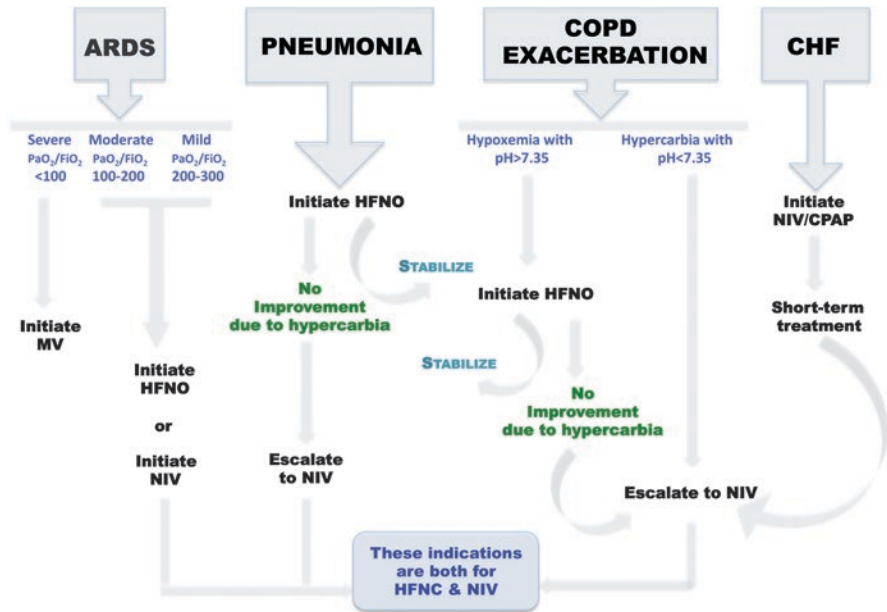 ARDS
PNEUMONIA
COPD
EXACERBATION
CHF
Severe
PaO₂/FiO₂
<100
Moderate
PaO₂/FiO₂
100-200
Mild
PaO₂/FiO₂
200-300
Hypoxemia with
pH>7.35
Hypercarbia with
pH<7.35
Initiate HFNO
Initiate
NIV/CPAP
STABILIZE
No
Improvement
due to hypercarbia
Initiate HFNO
Short-term
treatment
Initiate
MV
Initiate
HFNO
or
Initiate
NIV
STABILIZE
No
Improvement
due to hypercarbia
Escalate
to NIV
Escalate to NIV
These indications
are both for
HFNC & NIV